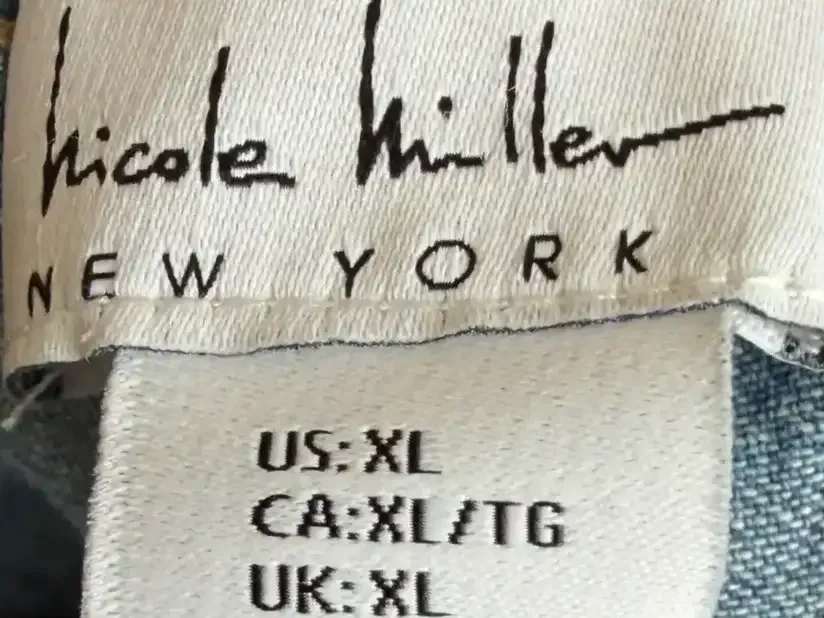 nicole miller
NEW YORK
US:XL
CA:XL/TG
UK:XL